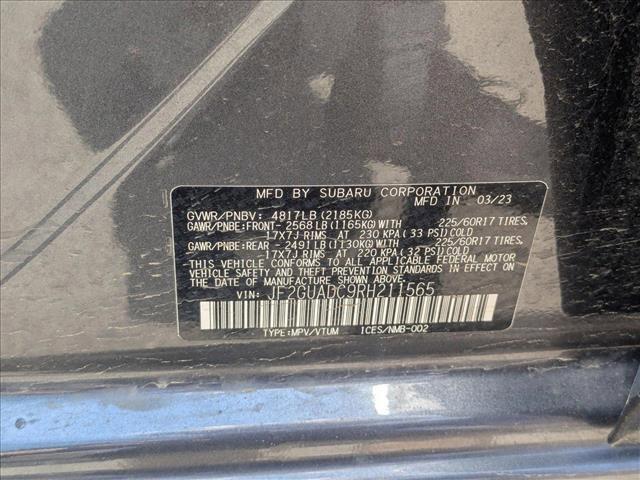 MFD BY SUBARU CORPORATION
MFD IN 03/23
GVWR/PNBV: 4817LB (2185KG)
GAWR/PNBE:FRONT- 2568LB (1165KG)WITH 225/60R17 TIRES,
17X7J RIMS, AT 230 KPA (33 PSI)COLD
GAWR/PNBE:REAR - 2491LB (1130KG)WITH 225/60R17 TIRES,
17X7J RIMS, AT 220 KPA (32 PSI)COLD
THIS VEHICLE CONFORMS TO ALL APPLICABLE FEDERAL MOTOR
VEHICLE SAFETY AND THEFT PREVENTION STANDARDS IN EFFECT ON
THE DATE OF MANUFACTURE SHOWN ABOVE.
VIN: JF2GUADC9RH211565
TYPE:MPV/VTUM ICES/NMB-002